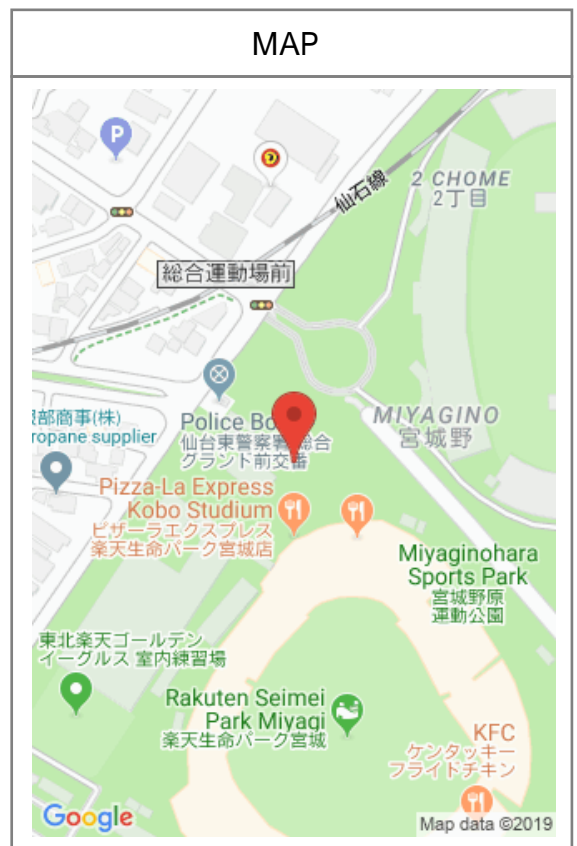 MAP
P
仙石線
2 CHOME
2丁目
総合運動場前
部商事(株)
ropane supplier
Police Bo
仙台東警察署 総合
グランド前交番
MIYAGINO
宮城野
Pizza-La Express
Kobo Studium
ピザーラエクスプレス
楽天生命パーク宮城店
Miyaginohara
Sports Park
宮城野原
運動公園
東北楽天ゴールデン
イーグルス 室内練習場
Rakuten Seimei
Park Miyagi
楽天生命パーク宮城
KFC
ケンタッキー
フライドチキン
Google
Map data ©2019